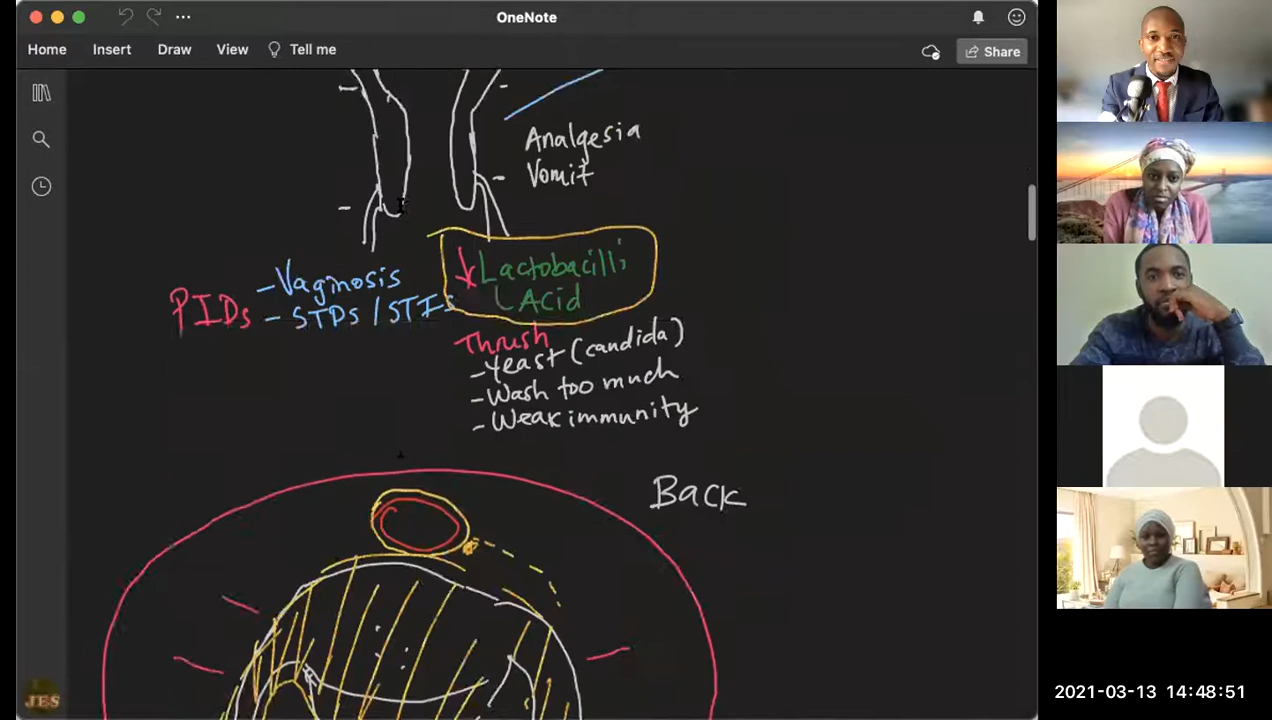 OneNote
Home Insert Draw View Tell me Share
Analgesia
Vomit
↓ Lactobacilli
Acid
PIDs - Vaginosis
- STPs / STIs
Thrush
- Yeast (candida)
- Wash too much
- Weak immunity
Back
JES
2021-03-13 14:48:51